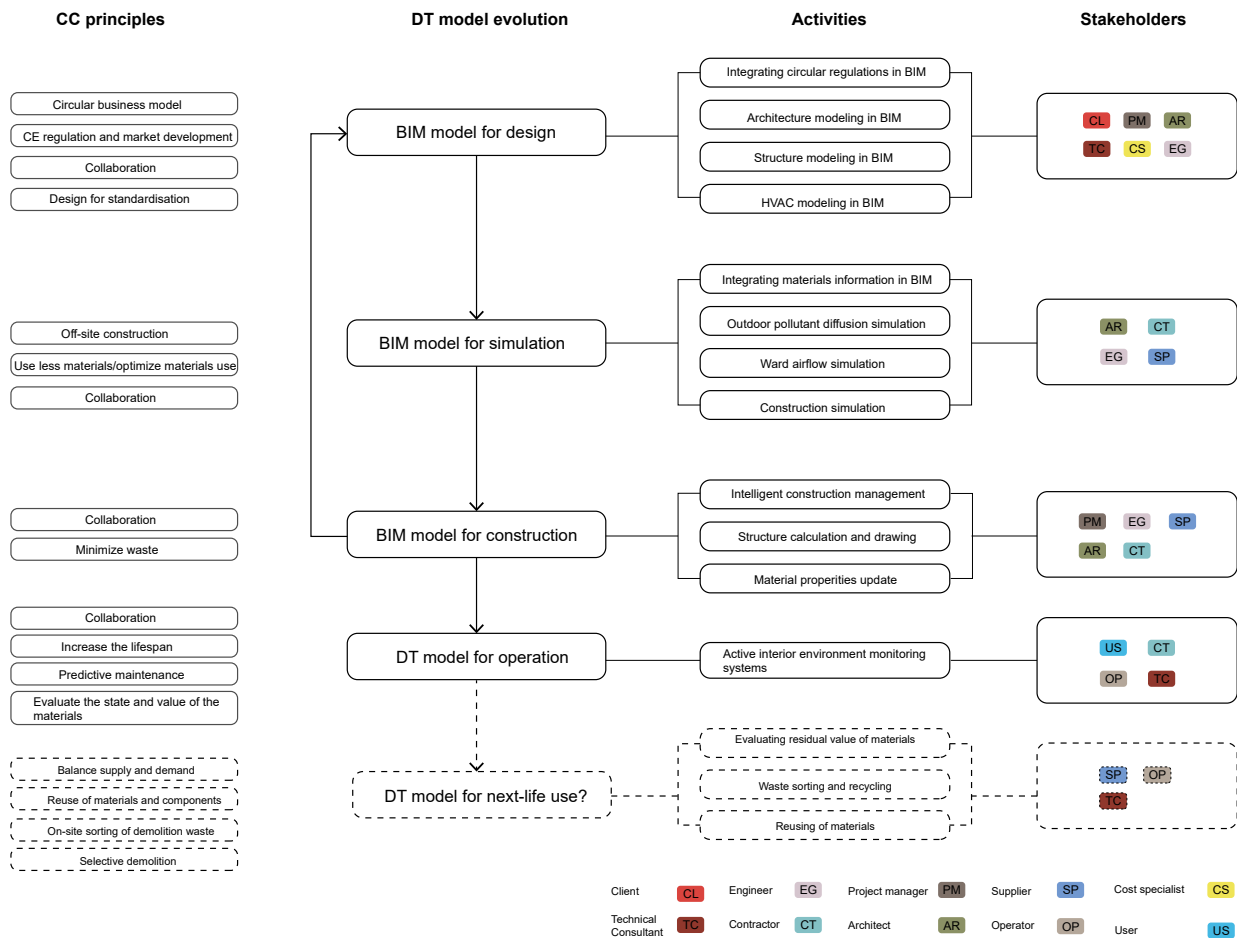 CC principles
DT model evolution
Activities
Stakeholders
Circular business model
CE regulation and market development
Collaboration
Design for standardisation
BIM model for design
Integrating circular regulations in BIM
Architecture modeling in BIM
Structure modeling in BIM
HVAC modeling in BIM
CL PM AR
TC CS EG
Off-site construction
Use less materials/optimize materials use
Collaboration
BIM model for simulation
Integrating materials information in BIM
Outdoor pollutant diffusion simulation
Ward airflow simulation
Construction simulation
AR CT
EG SP
Collaboration
Minimize waste
BIM model for construction
Intelligent construction management
Structure calculation and drawing
Material properities update
PM EG SP
AR CT
Collaboration
Increase the lifespan
Predictive maintenance
Evaluate the state and value of the
materials
DT model for operation
Active interior environment monitoring
systems
US CT
OP TC
Balance supply and demand
Reuse of materials and components
On-site sorting of demolition waste
Selective demolition
DT model for next-life use?
Evaluating residual value of materials
Waste sorting and recycling
Reusing of materials
SP OP
TC
Client CL Engineer EG Project manager PM Supplier SP Cost specialist CS
Technical
Consultant TC Contractor CT Architect AR Operator OP User US